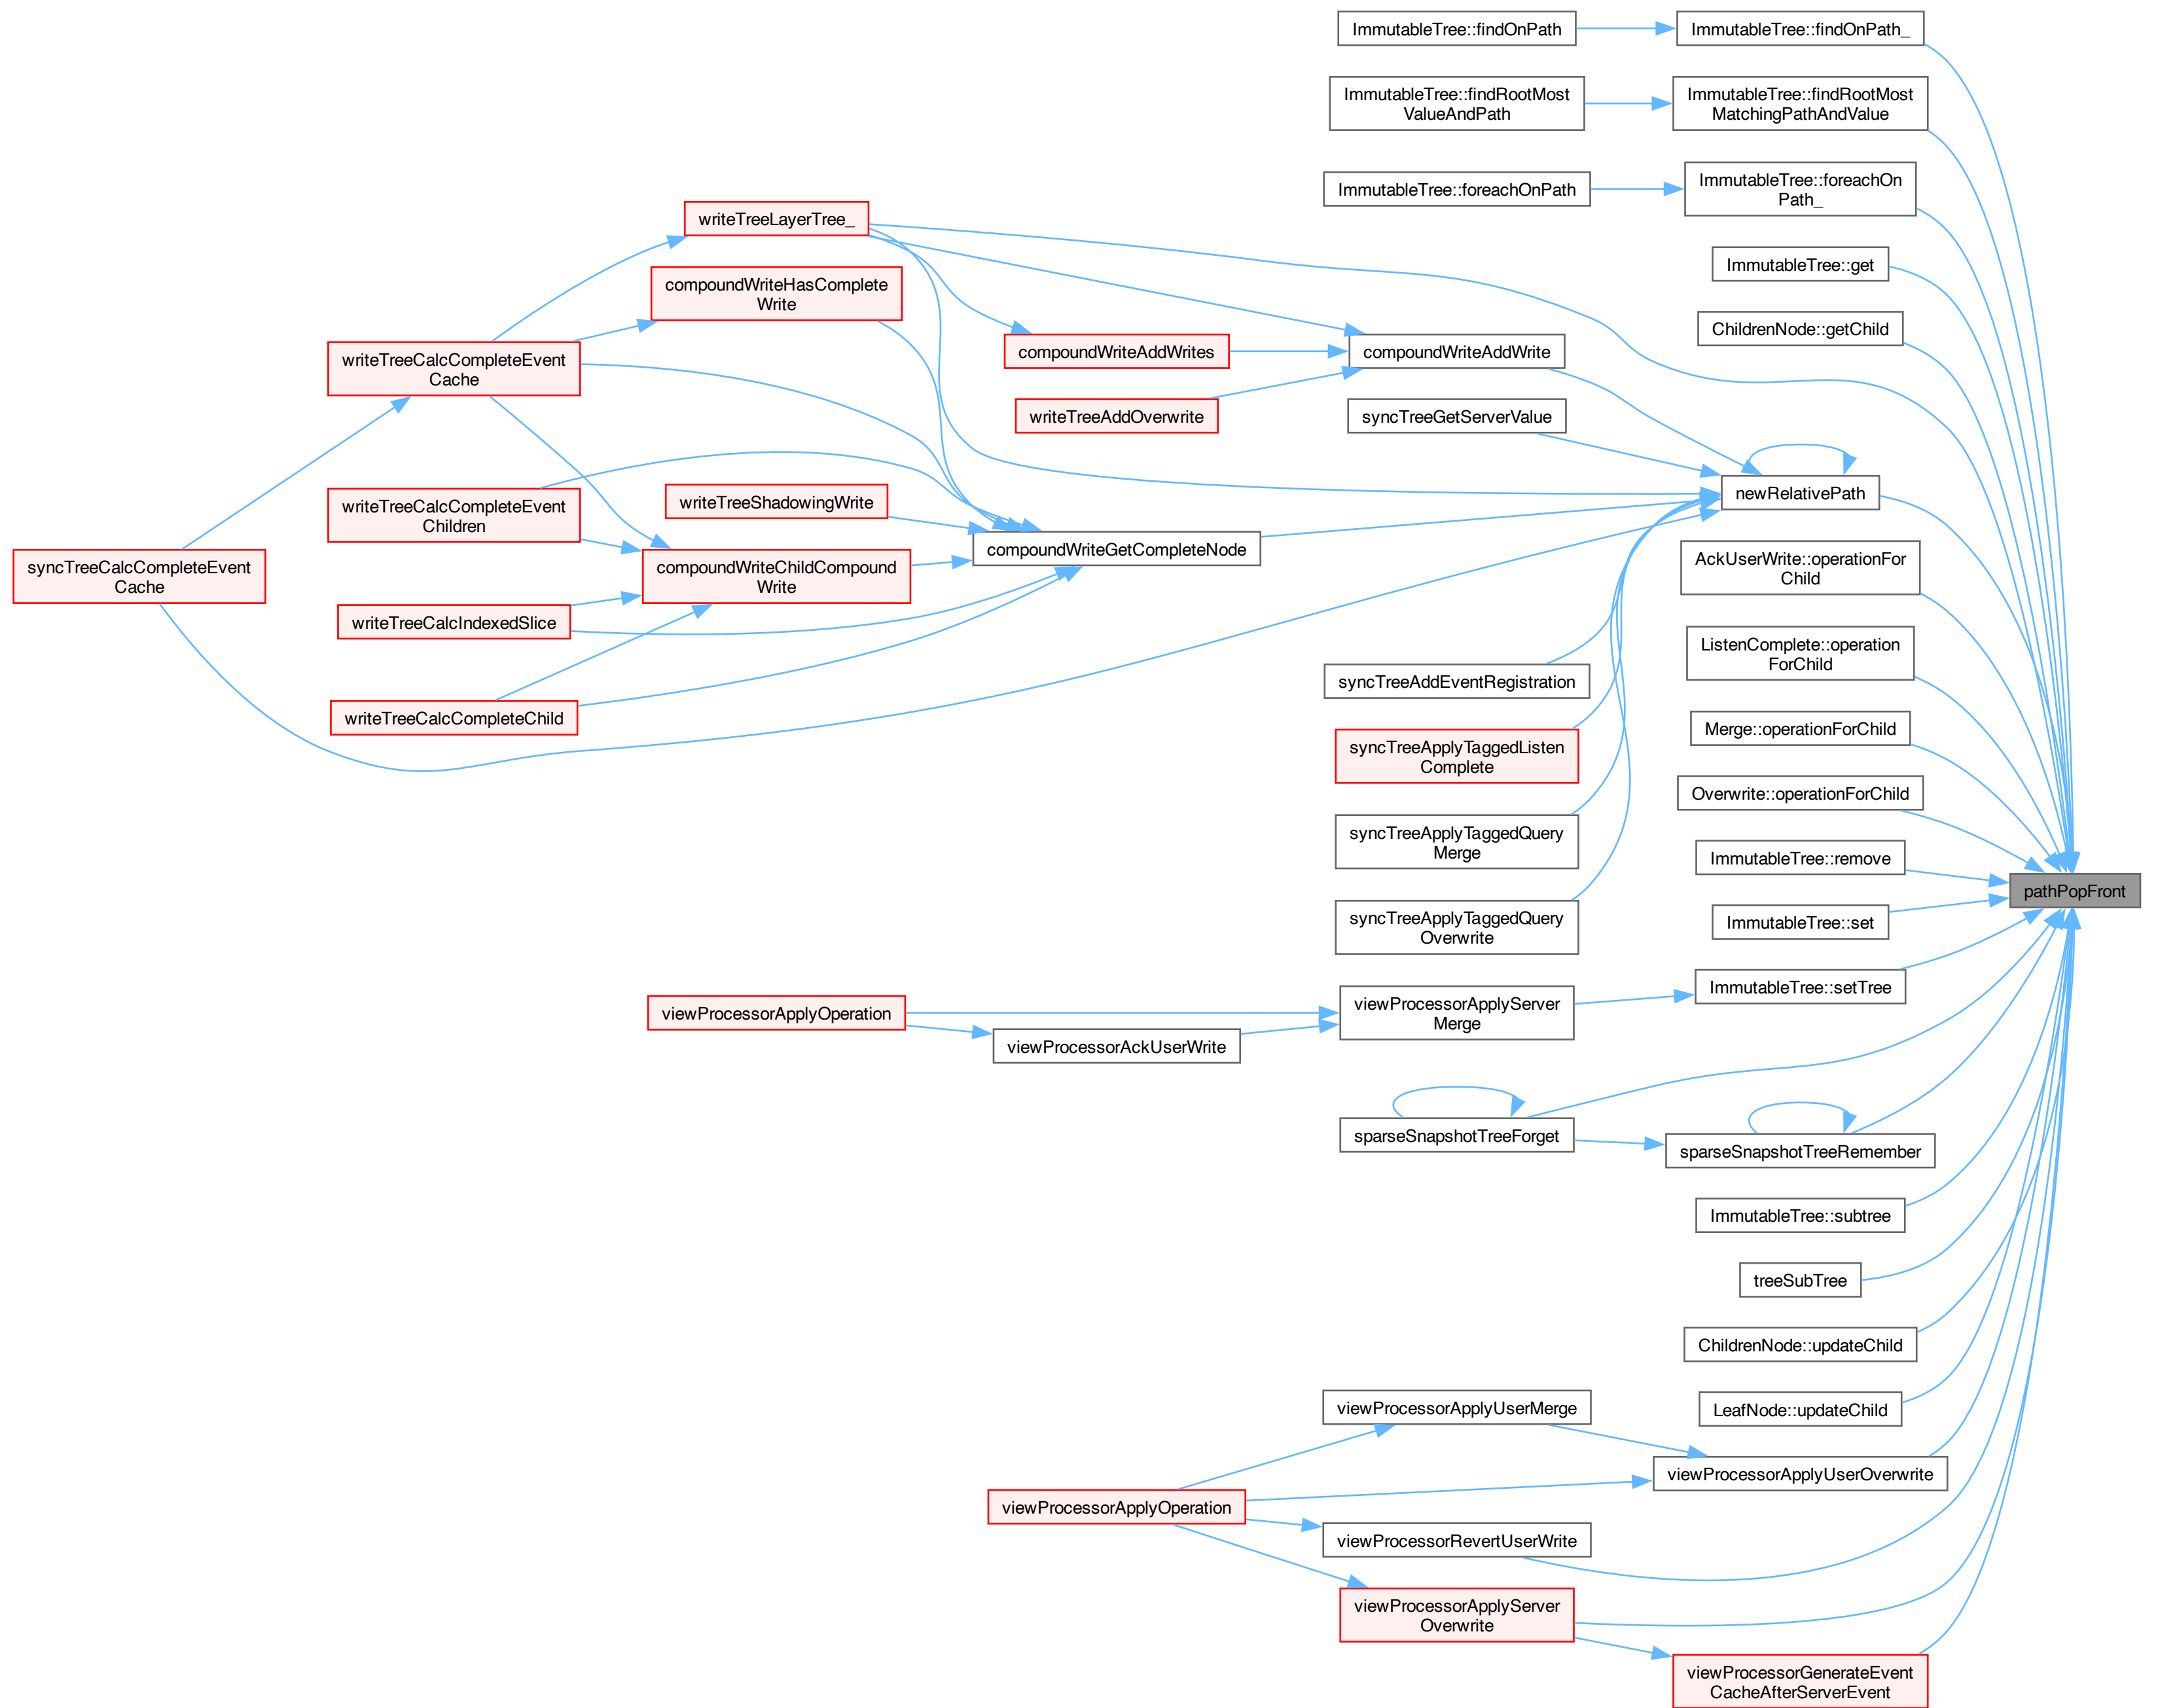 ImmutableTree::findOnPath
ImmutableTree::findOnPath_
ImmutableTree::findRootMost
ValueAndPath
ImmutableTree::findRootMost
MatchingPathAndValue
ImmutableTree::foreachOnPath
ImmutableTree::foreachOn
Path_
writeTreeLayerTree_
ImmutableTree::get
compoundWriteHasComplete
Write
ChildrenNode::getChild
writeTreeCalcCompleteEvent
Cache
compoundWriteAddWrites
compoundWriteAddWrite
writeTreeAddOverwrite
syncTreeGetServerValue
newRelativePath
writeTreeCalcCompleteEvent
Children
writeTreeShadowingWrite
compoundWriteGetCompleteNode
AckUserWrite::operationFor
Child
syncTreeCalcCompleteEvent
Cache
compoundWriteChildCompound
Write
writeTreeCalcIndexedSlice
ListenComplete::operation
ForChild
syncTreeAddEventRegistration
writeTreeCalcCompleteChild
Merge::operationForChild
syncTreeApplyTaggedListen
Complete
Overwrite::operationForChild
syncTreeApplyTaggedQuery
Merge
ImmutableTree::remove
pathPopFront
syncTreeApplyTaggedQuery
Overwrite
ImmutableTree::set
ImmutableTree::setTree
viewProcessorApplyOperation
viewProcessorApplyServer
Merge
viewProcessorAckUserWrite
sparseSnapshotTreeForget
sparseSnapshotTreeRemember
ImmutableTree::subtree
treeSubTree
ChildrenNode::updateChild
viewProcessorApplyUserMerge
LeafNode::updateChild
viewProcessorApplyUserOverwrite
viewProcessorApplyOperation
viewProcessorRevertUserWrite
viewProcessorApplyServer
Overwrite
viewProcessorGenerateEvent
CacheAfterServerEvent